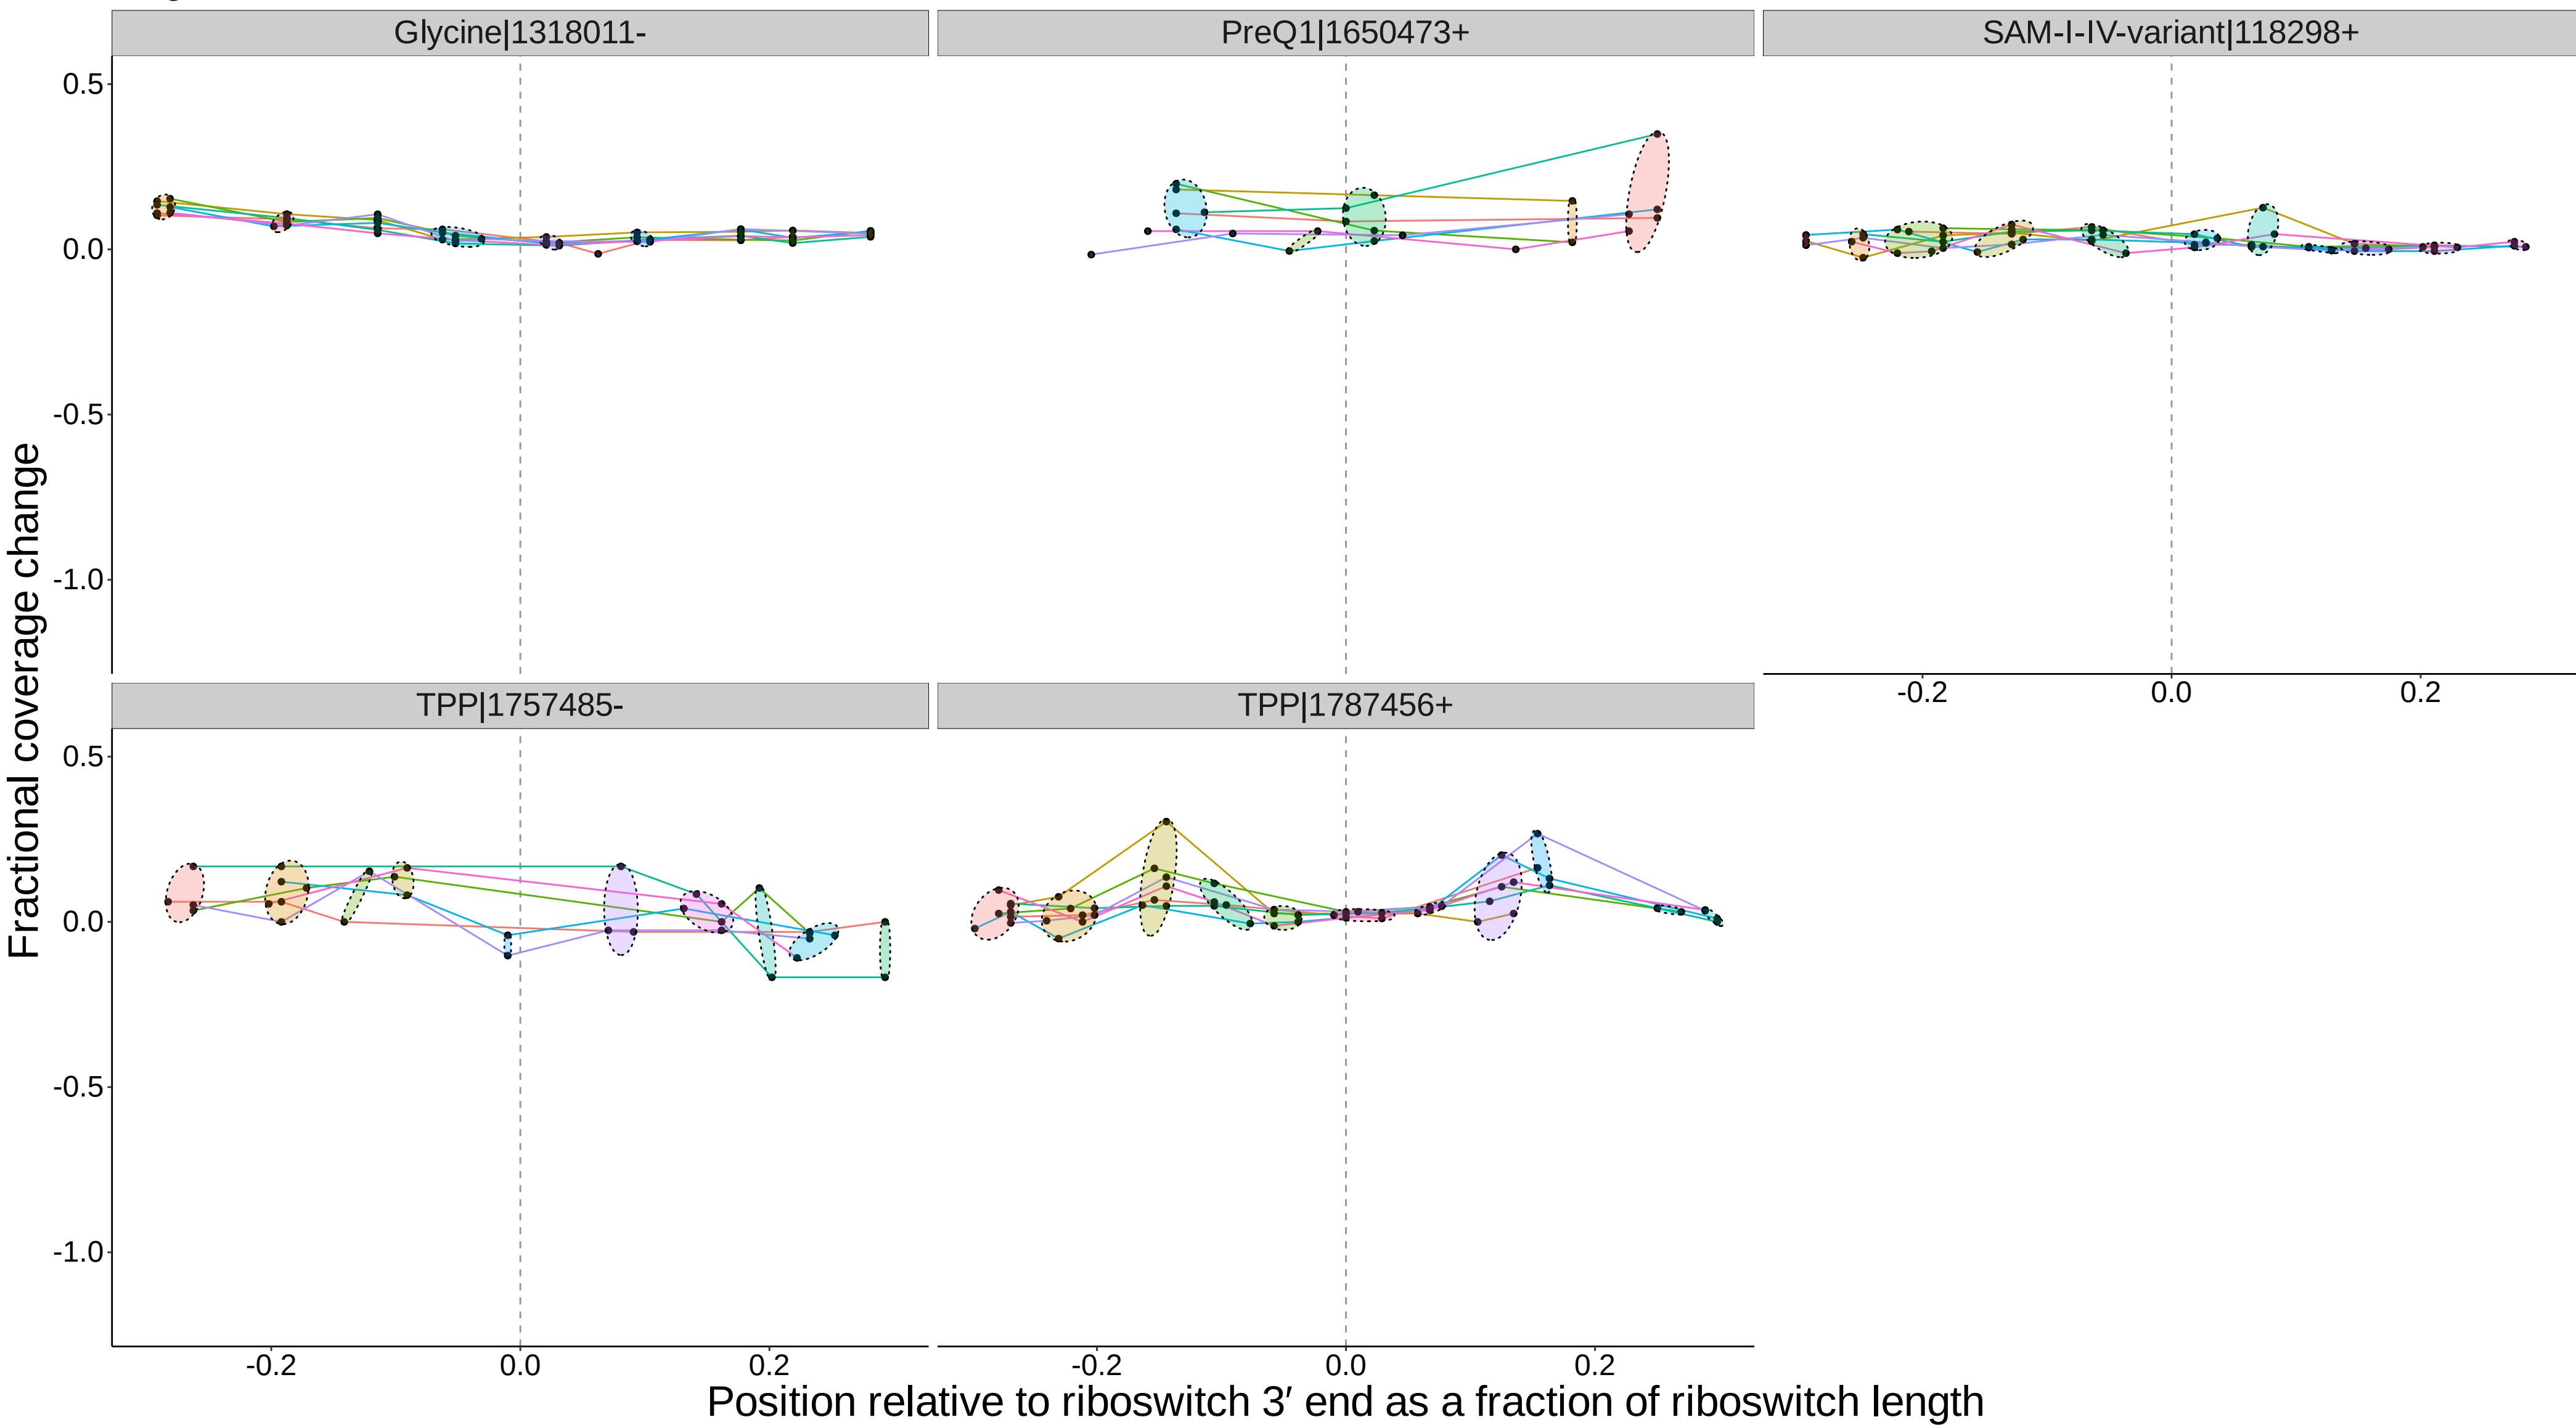 Glycine|1318011-
PreQ1|1650473+
SAM-I-IV-variant|118298+
0.5
0.0
-0.5
-1.0
-0.2
0.0
0.2
TPP|1757485-
TPP|1787456+
0.5
0.0
-0.5
-1.0
-0.2
0.0
0.2
-0.2
0.0
0.2
Fractional coverage change
Position relative to riboswitch 3′ end as a fraction of riboswitch length